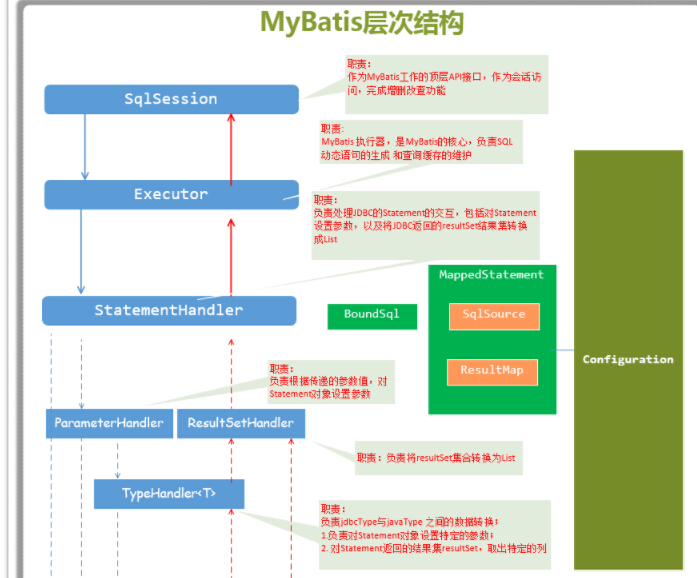 MyBatis层次结构
职责：
作为MyBatis工作的顶层API接口，作为会话访
问，完成增删改查功能
SqlSession
职责：
MyBatis 执行器，是MyBatis的核心，负责SQL
动态语句的生成 和查询缓存的维护
Executor
职责：
负责处理JDBC的Statement的交互，包括对Statement
设置参数，以及将JDBC返回的resultSet结果集转换
成List
StatementHandler
BoundSql
MappedStatement
SqlSource
ResultMap
Configuration
职责：
负责根据传递的参数值，对
Statement对象设置参数
ParameterHandler
ResultSetHandler
职责：负责将resultSet集合转换为List
TypeHandler<T>
职责：
负责jdbcType与javaType 之间的数据转换：
1.负责对Statement对象设置特定的参数；
2. 对Statement返回的结果集resultSet，取出特定的列